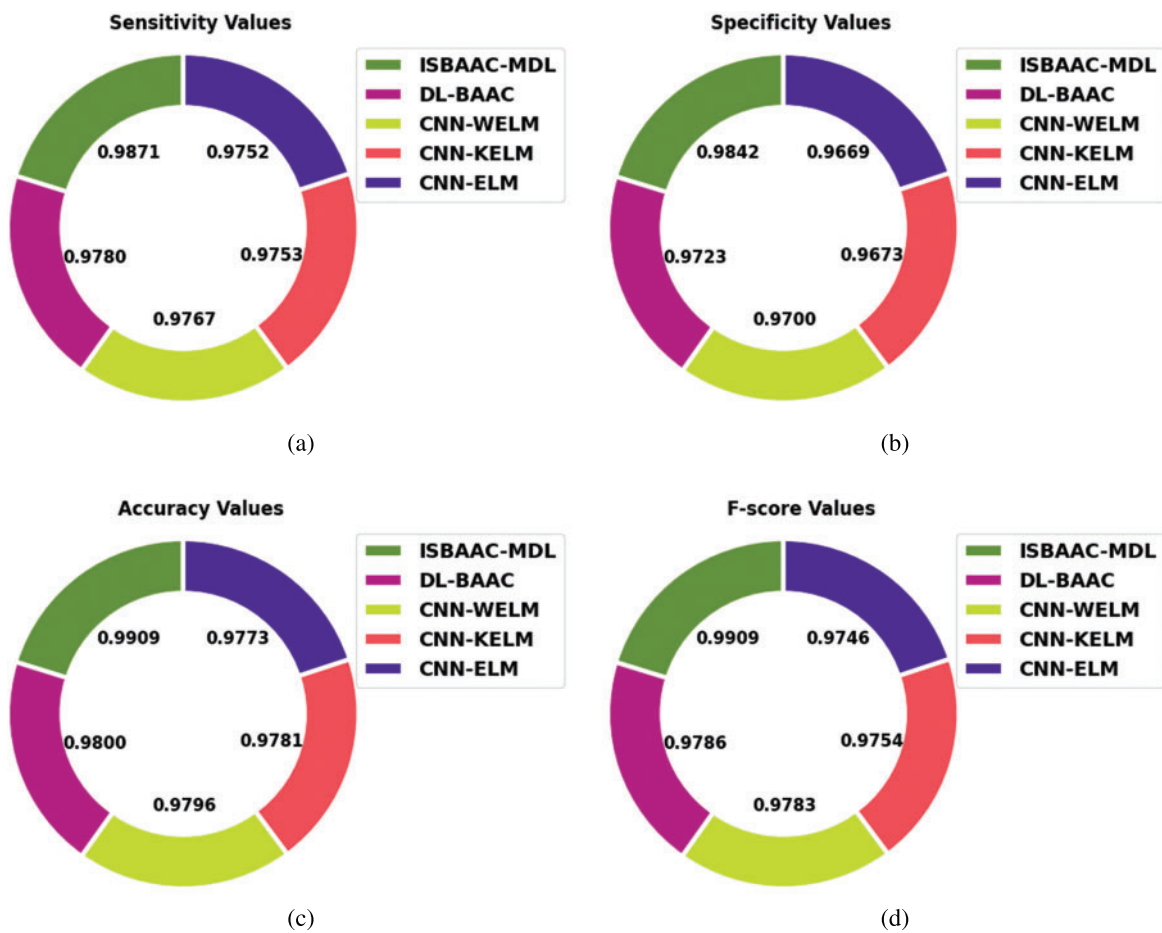 Sensitivity Values
ISBAAC-MDL
DL-BAAC
CNN-WELM
CNN-KELM
CNN-ELM
0.9871
0.9752
0.9780
0.9753
0.9767
(a)
Specificity Values
ISBAAC-MDL
DL-BAAC
CNN-WELM
CNN-KELM
CNN-ELM
0.9842
0.9669
0.9723
0.9673
0.9700
(b)
Accuracy Values
ISBAAC-MDL
DL-BAAC
CNN-WELM
CNN-KELM
CNN-ELM
0.9909
0.9773
0.9800
0.9781
0.9796
(c)
F-score Values
ISBAAC-MDL
DL-BAAC
CNN-WELM
CNN-KELM
CNN-ELM
0.9909
0.9746
0.9786
0.9754
0.9783
(d)